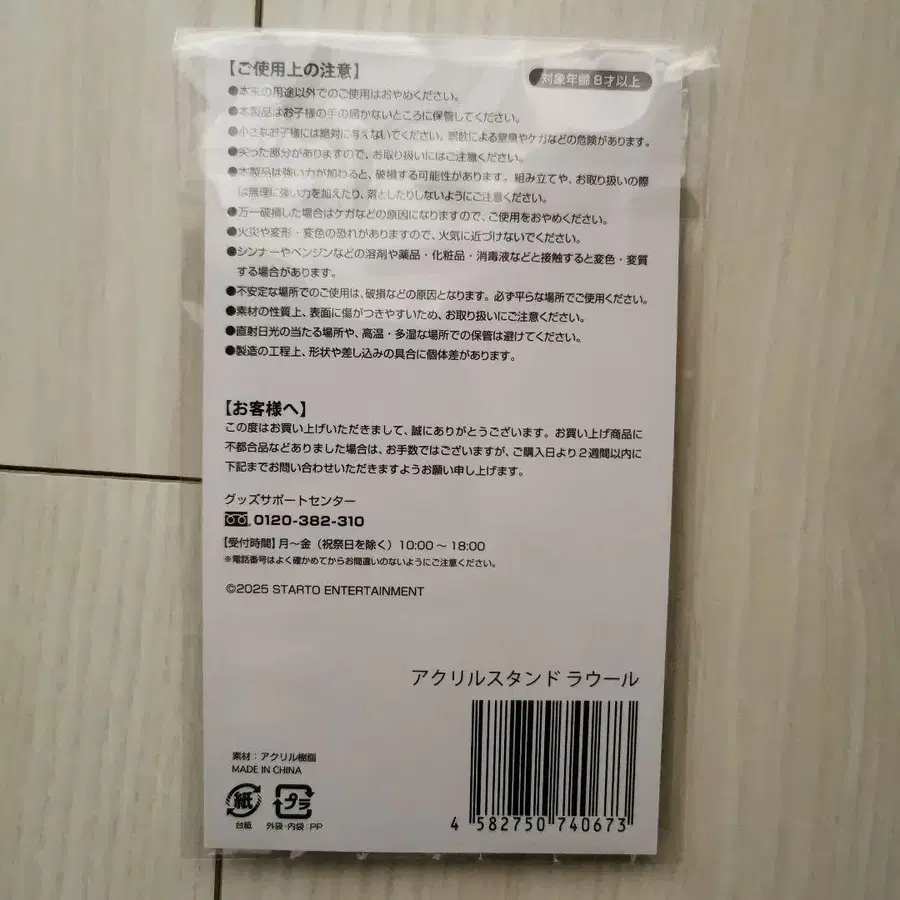 【ご使用上の注意】
対象年齢 8才以上
●本来の用途以外でのご使用はおやめください。
●本製品はお子様の手の届かないところに保管してください。
●小さなお子様には絶対に与えないでください。誤飲による窒息やケガなどの危険があります。
●尖った部分がありますので、お取り扱いにはご注意ください。
●本製品は強い力が加わると、破損する可能性があります。組み立てや、お取り扱いの際
は無理に強い力を加えたり、落としたりしないようにご注意ください。
●万一破損した場合はケガなどの原因になりますので、ご使用をおやめください。
●火災や変形・変色の恐れがありますので、火気に近づけないでください。
●シンナーやベンジンなどの溶剤や薬品・化粧品・消毒液などと接触すると変色・変質
する場合があります。
●不安定な場所でのご使用は、破損などの原因となります。必ず平らな場所でご使用ください。
●素材の性質上、表面に傷がつきやすいため、お取り扱いにご注意ください。
●直射日光の当たる場所や、高温・多湿な場所での保管は避けてください。
●製造の工程上、形状や差し込みの具合に個体差があります。
【お客様へ】
この度はお買い上げいただきまして、誠にありがとうございます。お買い上げ商品に
不都合品などありました場合は、お手数ではございますが、ご購入日より2週間以内に
下記までお問い合わせいただきますようお願い申し上げます。
グッズサポートセンター
0120-382-310
【受付時間】月～金（祝祭日を除く）10:00～18:00
※電話番号はよく確かめてからお間違いのないようにご注意ください。
©2025 STARTO ENTERTAINMENT
アクリルスタンド ラウール
素材：アクリル樹脂
MADE IN CHINA
紙
プラ
台紙
外袋・内袋：PP
4 582750 740673